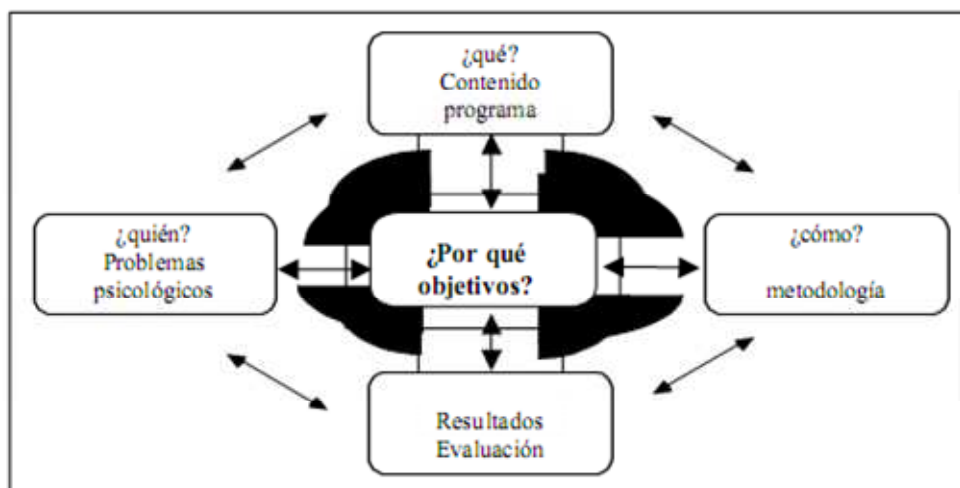 ¿qué?
Contenido
programa
¿quién?
Problemas
psicológicos
¿Por qué
objetivos?
¿cómo?
metodología
Resultados
Evaluación